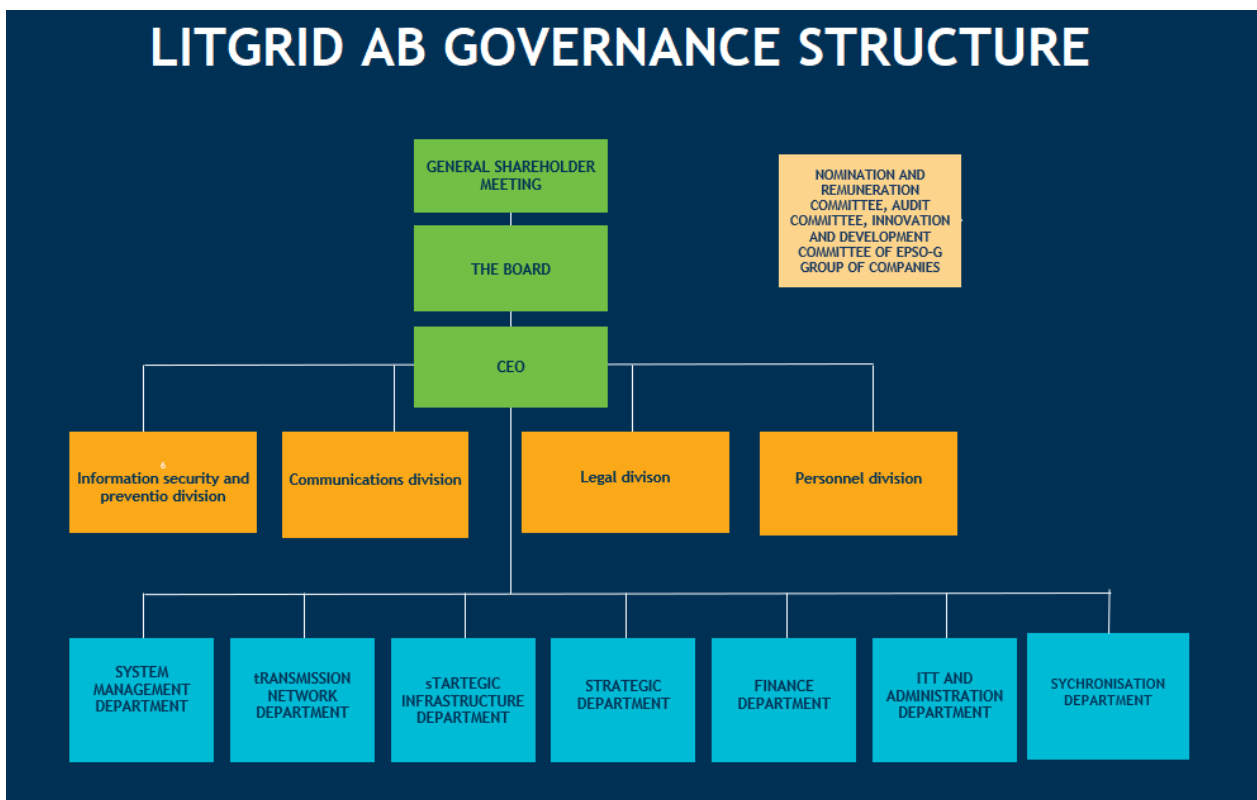 LITGRID AB GOVERNANCE STRUCTURE
GENERAL SHAREHOLDER
MEETING
NOMINATION AND
REMUNERATION
COMMITTEE, AUDIT
COMMITTEE, INNOVATION
AND DEVELOPMENT
COMMITTEE OF EPSO-G
GROUP OF COMPANIES
THE BOARD
CEO
6
Information security and
preventio division
Communications division
Legal divison
Personnel division
SYSTEM
MANAGEMENT
DEPARTMENT
tRANSMISSION
NETWORK
DEPARTMENT
sTARTEGIC
INFRASTRUCTURE
DEPARTMENT
STRATEGIC
DEPARTMENT
FINANCE
DEPARTMENT
ITT AND
ADMINISTRATION
DEPARTMENT
SYCHRONISATION
DEPARTMENT